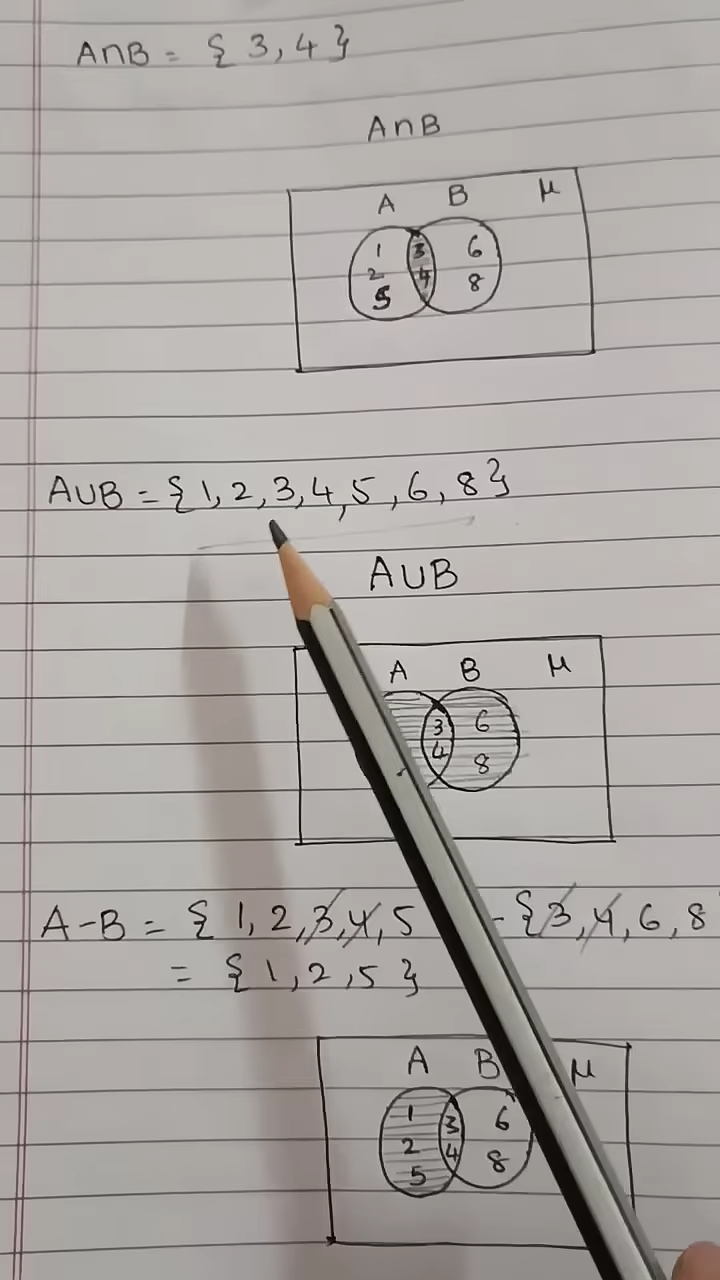 A∩B = {3, 4}
A∩B
A B μ
1 3 6
2 4 8
5
A∪B = {1, 2, 3, 4, 5, 6, 8}
A∪B
A B μ
3 6
4 8
A-B = {1, 2, 3, 4, 5 - {3, 4, 6, 8
= {1, 2, 5}
A B μ
1 3 6
2 4 8
5